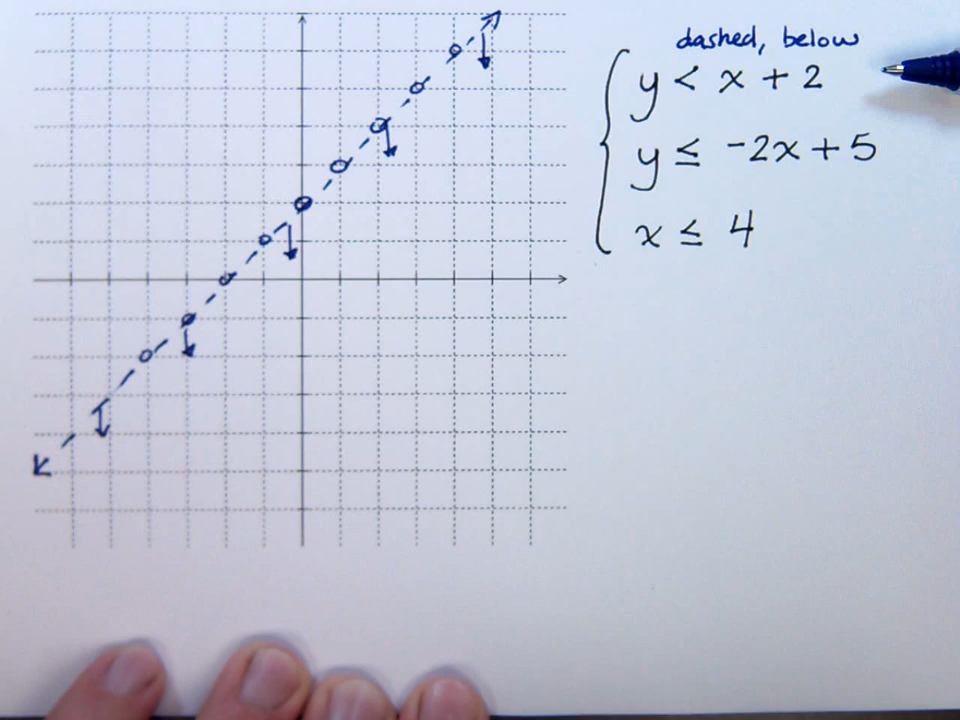 dashed, below
y < x + 2
y ≤ -2x + 5
x ≤ 4